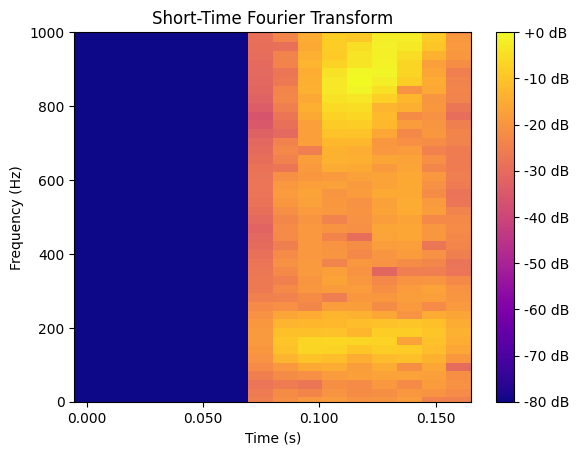 Short-Time Fourier Transform
1000
800
600
400
200
0
Frequency (Hz)
0.000
0.050
0.100
0.150
Time (s)
+0 dB
-10 dB
-20 dB
-30 dB
-40 dB
-50 dB
-60 dB
-70 dB
-80 dB